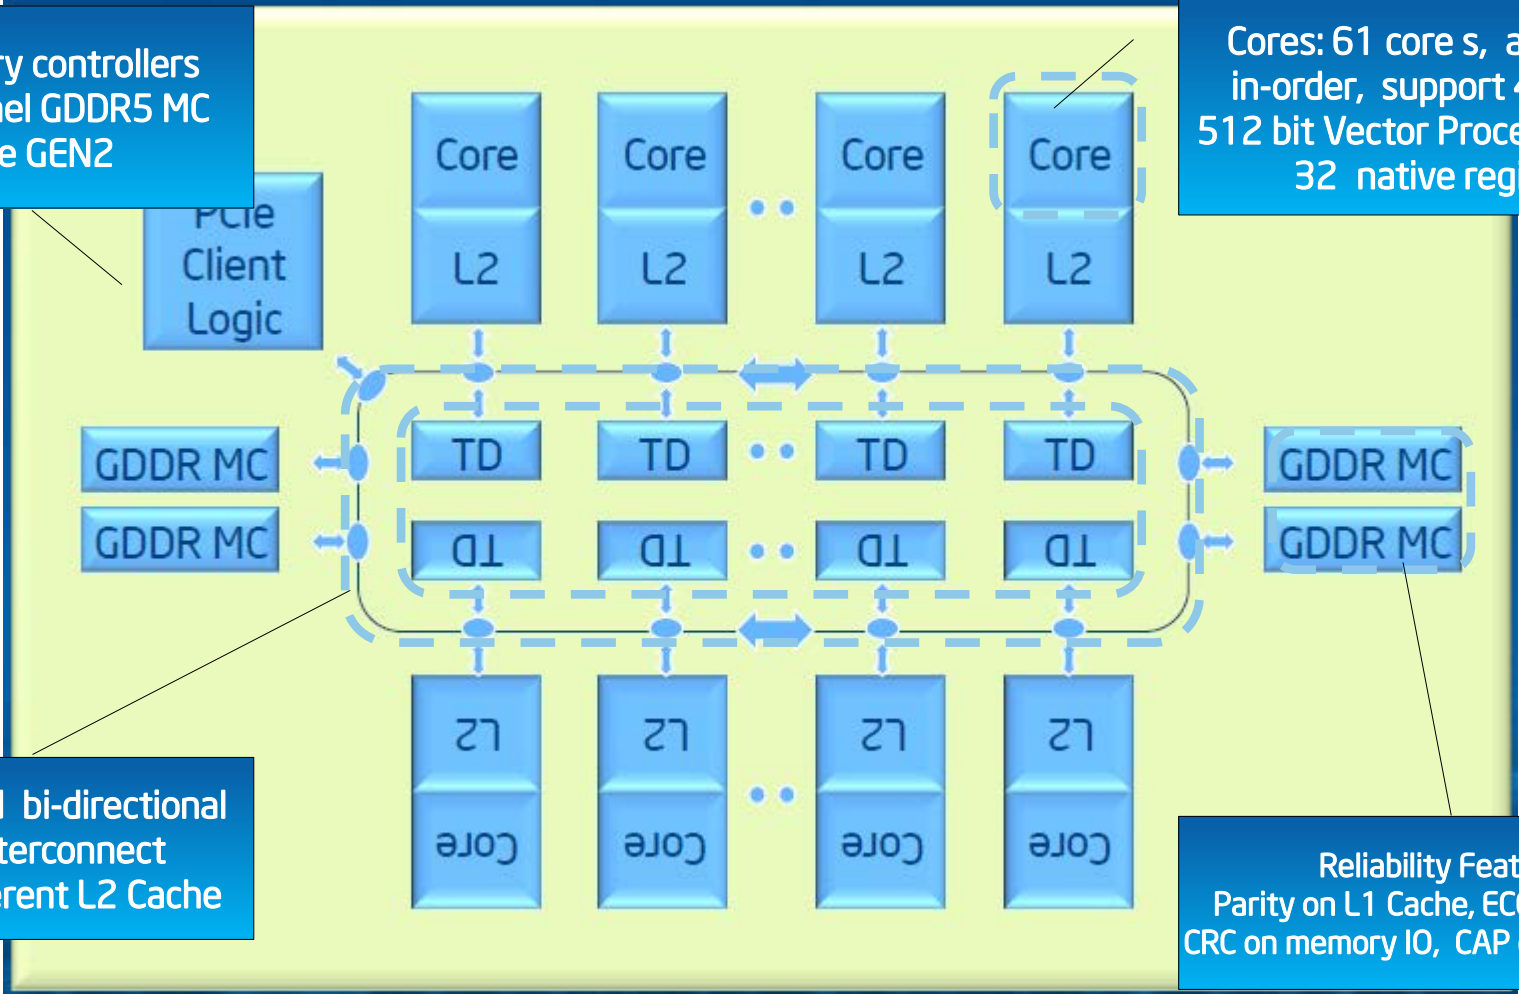 ry controllers
nel GDDR5 MC
e GEN2
Cores: 61 core s, a
in-order, support 4
512 bit Vector Proce
32 native regi
PCIe
Client
Logic
Core
Core
Core
Core
L2
L2
L2
L2
TD
TD
TD
TD
GDDR MC
GDDR MC
GDDR MC
GDDR MC
TD
TD
TD
TD
L2
L2
L2
L2
Core
Core
Core
Core
bi-directional
terconnect
erent L2 Cache
Reliability Feat
Parity on L1 Cache, EC
CRC on memory IO, CAP